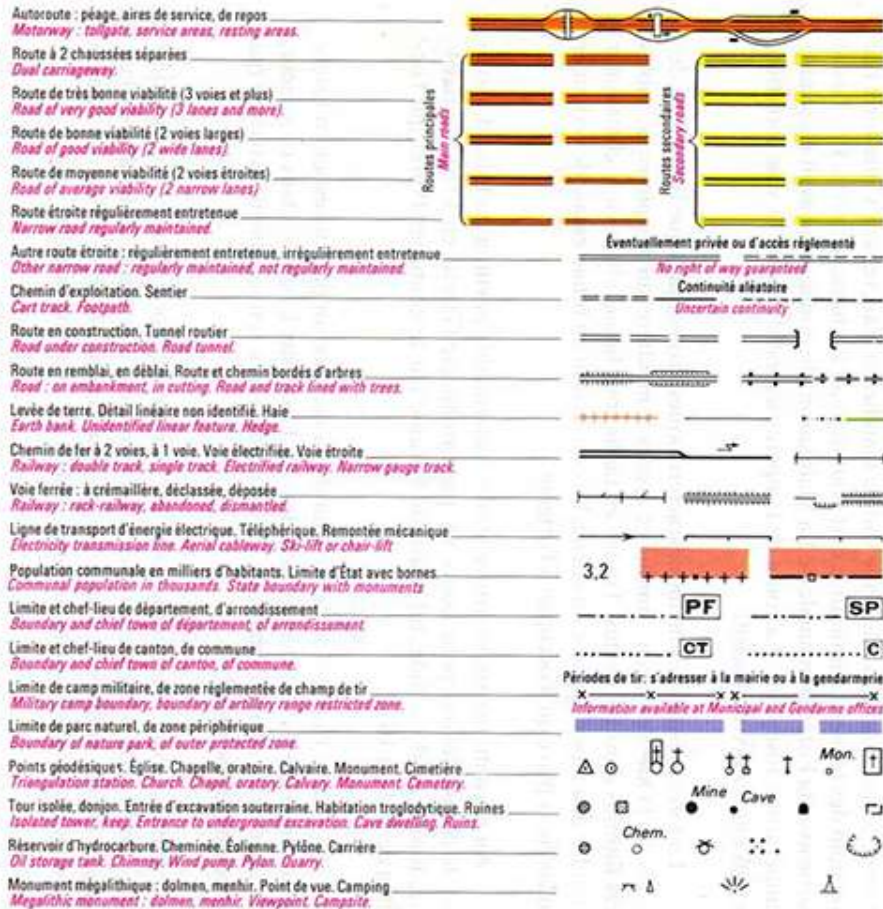 Autoroute : péage, aires de service, de repos
Motorway : tollgate, service areas, resting areas.
Route à 2 chaussées séparées
Dual carriageway.
Route de très bonne viabilité (3 voies et plus)
Road of very good viability (3 lanes and more).
Route de bonne viabilité (2 voies larges)
Road of good viability (2 wide lanes).
Route de moyenne viabilité (2 voies étroites)
Road of average viability (2 narrow lanes)
Route étroite régulièrement entretenue
Narrow road regularly maintained.
Routes principales
Main roads
Routes secondaires
Secondary roads
Autre route étroite : régulièrement entretenue, irrégulièrement entretenue
Other narrow road : regularly maintained, not regularly maintained.
Éventuellement privée ou d'accès réglementé
No right of way guaranteed
Chemin d'exploitation. Sentier
Cart track. Footpath.
Continuité aléatoire
Uncertain continuity
Route en construction. Tunnel routier
Road under construction. Road tunnel.
Route en remblai, en déblai. Route et chemin bordés d'arbres
Road : on embankment, in cutting. Road and track lined with trees.
Levée de terre. Détail linéaire non identifié. Haie
Earth bank. Unidentified linear feature. Hedge.
Chemin de fer à 2 voies, à 1 voie. Voie électrifiée. Voie étroite
Railway : double track, single track. Electrified railway. Narrow gauge track.
Voie ferrée : à crémaillère, déclassée, déposée
Railway : rack-railway, abandoned, dismantled.
Ligne de transport d'énergie électrique. Téléphérique. Remontée mécanique
Electricity transmission line. Aerial cableway. Ski-lift or chair-lift
Population communale en milliers d'habitants. Limite d'État avec bornes
Communal population in thousands. State boundary with monuments
3,2
Limite et chef-lieu de département, d'arrondissement
Boundary and chief town of département, of arrondissement.
PF SP
Limite et chef-lieu de canton, de commune
Boundary and chief town of canton, of commune.
CT C
Limite de camp militaire, de zone réglementée de champ de tir
Military camp boundary, boundary of artillery range restricted zone.
Périodes de tir: s'adresser à la mairie ou à la gendarmerie
Information available at Municipal and Gendarme offices
Limite de parc naturel, de zone périphérique
Boundary of nature park, of outer protected zone.
Points géodésiques. Église. Chapelle, oratoire. Calvaire. Monument. Cimetière
Triangulation station. Church. Chapel, oratory. Calvary. Monument. Cemetery.
Mon.
Tour isolée, donjon. Entrée d'excavation souterraine. Habitation troglodytique. Ruines
Isolated tower, keep. Entrance to underground excavation. Cave dwelling. Ruins.
Mine Cave
Réservoir d'hydrocarbure. Cheminée. Éolienne. Pylône. Carrière
Oil storage tank. Chimney. Wind pump. Pylon. Quarry.
Chem.
Monument mégalithique : dolmen, menhir. Point de vue. Camping
Megalithic monument : dolmen, menhir. Viewpoint. Campsite.